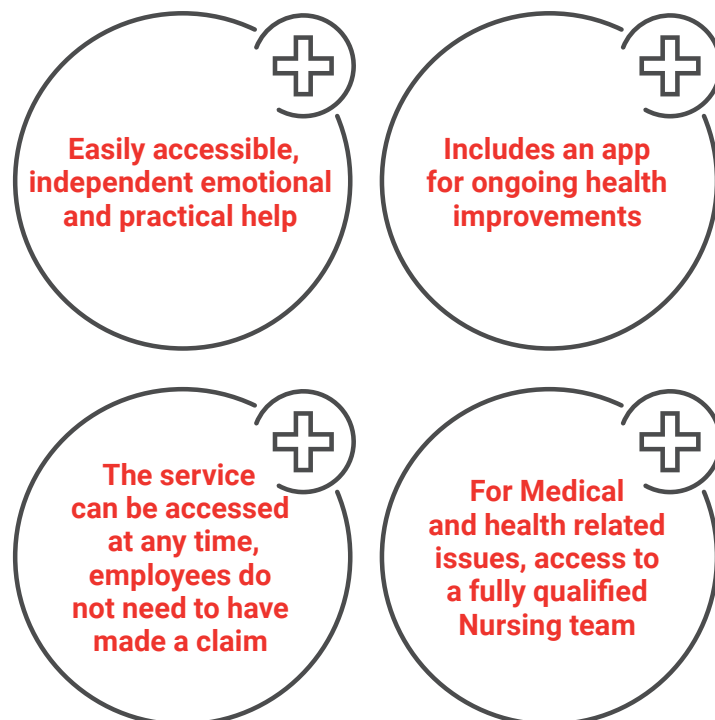 Easily accessible,
independent emotional
and practical help
Includes an app
for ongoing health
improvements
The service
can be accessed
at any time,
employees do
not need to have
made a claim
For Medical
and health related
issues, access to
a fully qualified
Nursing team